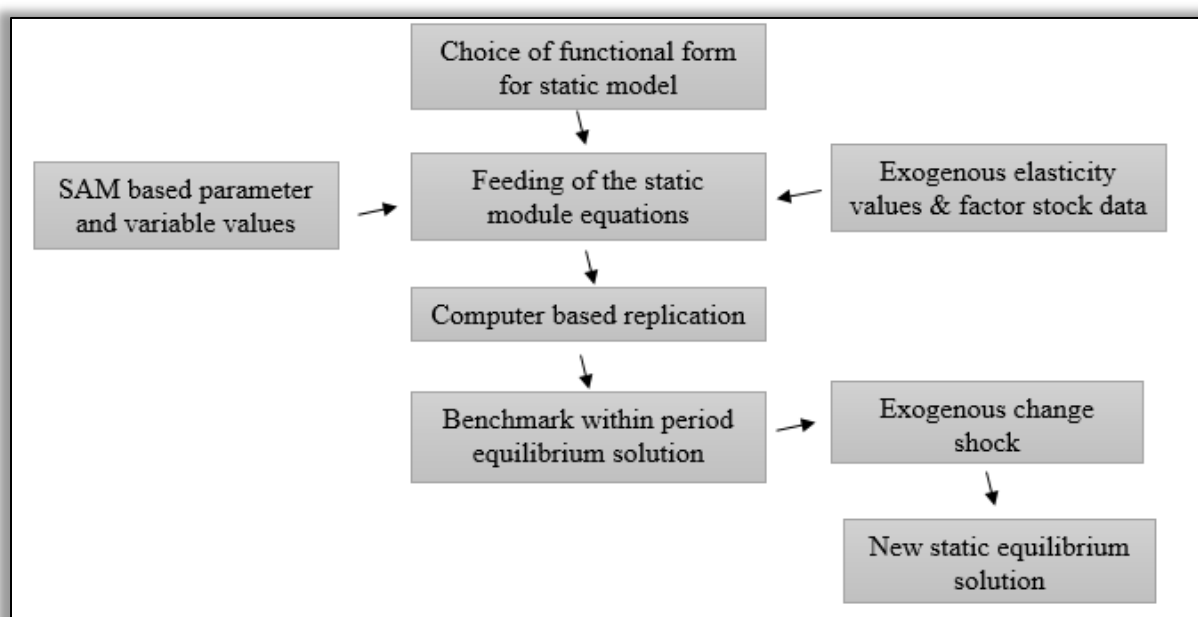 Choice of functional form
for static model
SAM based parameter
and variable values
Feeding of the static
module equations
Exogenous elasticity
values & factor stock data
Computer based replication
Benchmark within period
equilibrium solution
Exogenous change
shock
New static equilibrium
solution